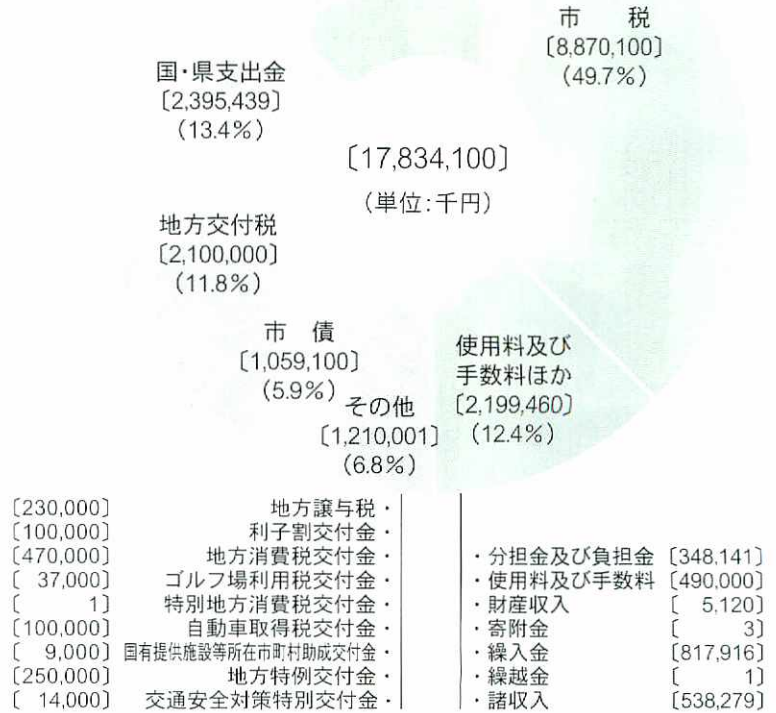 市　税
〔8,870,100〕
（49.7％）
国・県支出金
〔2,395,439〕
（13.4％）
〔17,834,100〕
（単位:千円）
地方交付税
〔2,100,000〕
（11.8％）
市　債
〔1,059,100〕
（5.9％）
使用料及び
手数料ほか
〔2,199,460〕
（12.4％）
その他
〔1,210,001〕
（6.8％）
〔230,000〕 地方譲与税・
〔100,000〕 利子割交付金・
〔470,000〕 地方消費税交付金・
〔 37,000〕 ゴルフ場利用税交付金・
〔 1〕 特別地方消費税交付金・
〔100,000〕 自動車取得税交付金・
〔 9,000〕 国有提供施設等所在市町村助成交付金・
〔250,000〕 地方特例交付金・
〔 14,000〕 交通安全対策特別交付金・
・分担金及び負担金 〔348,141〕
・使用料及び手数料 〔490,000〕
・財産収入 〔 5,120〕
・寄附金 〔 3〕
・繰入金 〔817,916〕
・繰越金 〔 1〕
・諸収入 〔538,279〕